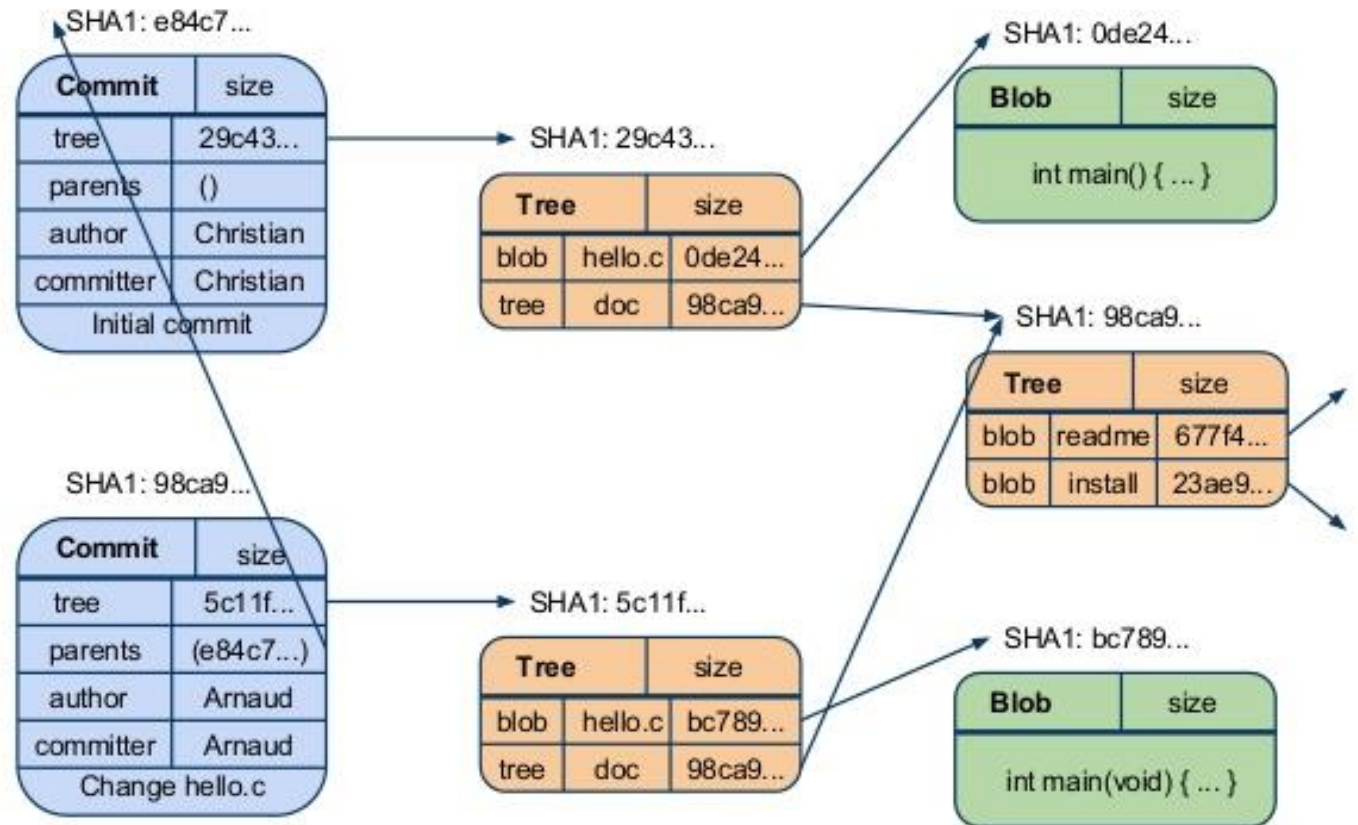 SHA1: e84c7...
Commit size
tree 29c43...
parents ()
author Christian
committer Christian
Initial commit
SHA1: 98ca9...
Commit size
tree 5c11f...
parents (e84c7...)
author Arnaud
committer Arnaud
Change hello.c
SHA1: 29c43...
Tree size
blob hello.c 0de24...
tree doc 98ca9...
SHA1: 5c11f...
Tree size
blob hello.c bc789...
tree doc 98ca9...
SHA1: 0de24...
Blob size
int main() { ... }
SHA1: 98ca9...
Tree size
blob readme 677f4...
blob install 23ae9...
SHA1: bc789...
Blob size
int main(void) { ... }